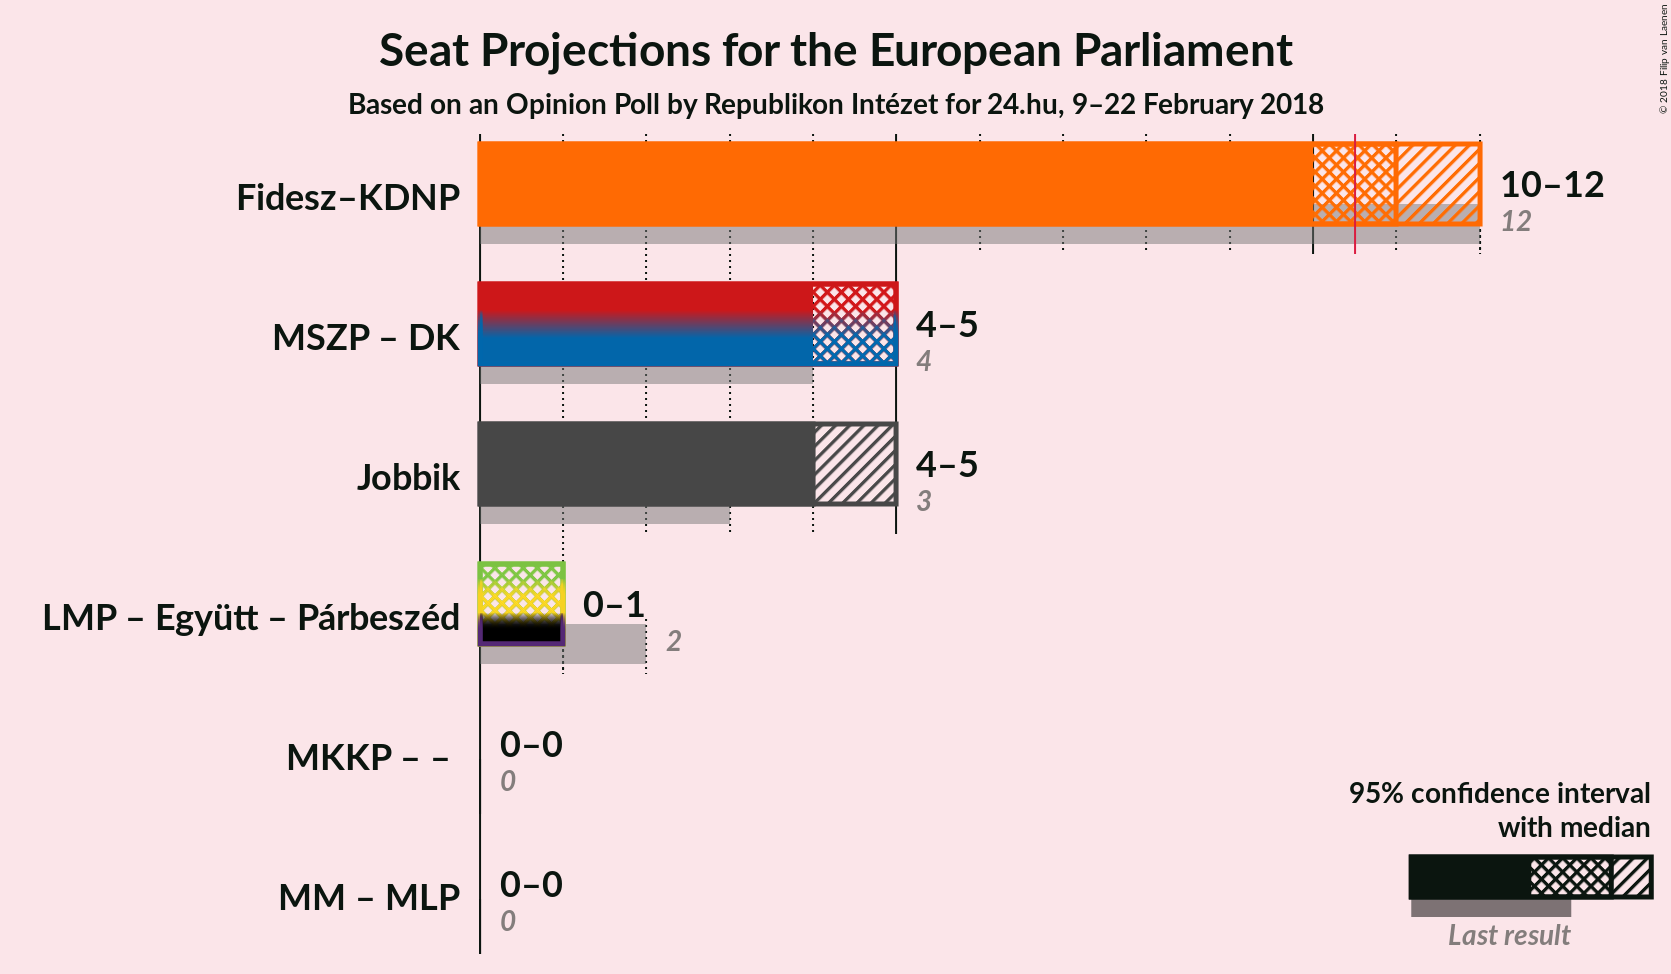 Seat Projections for the European Parliament
Based on an Opinion Poll by Republikon Intézet for 24.hu, 9–22 February 2018
© 2018 Filip van Laenen
Fidesz–KDNP
10–12
12
MSZP – DK
4–5
4
Jobbik
4–5
3
LMP – Együtt – Párbeszéd
0–1
2
MKKP – –
0–0
0
MM – MLP
0–0
0
95% confidence interval
with median
Last result